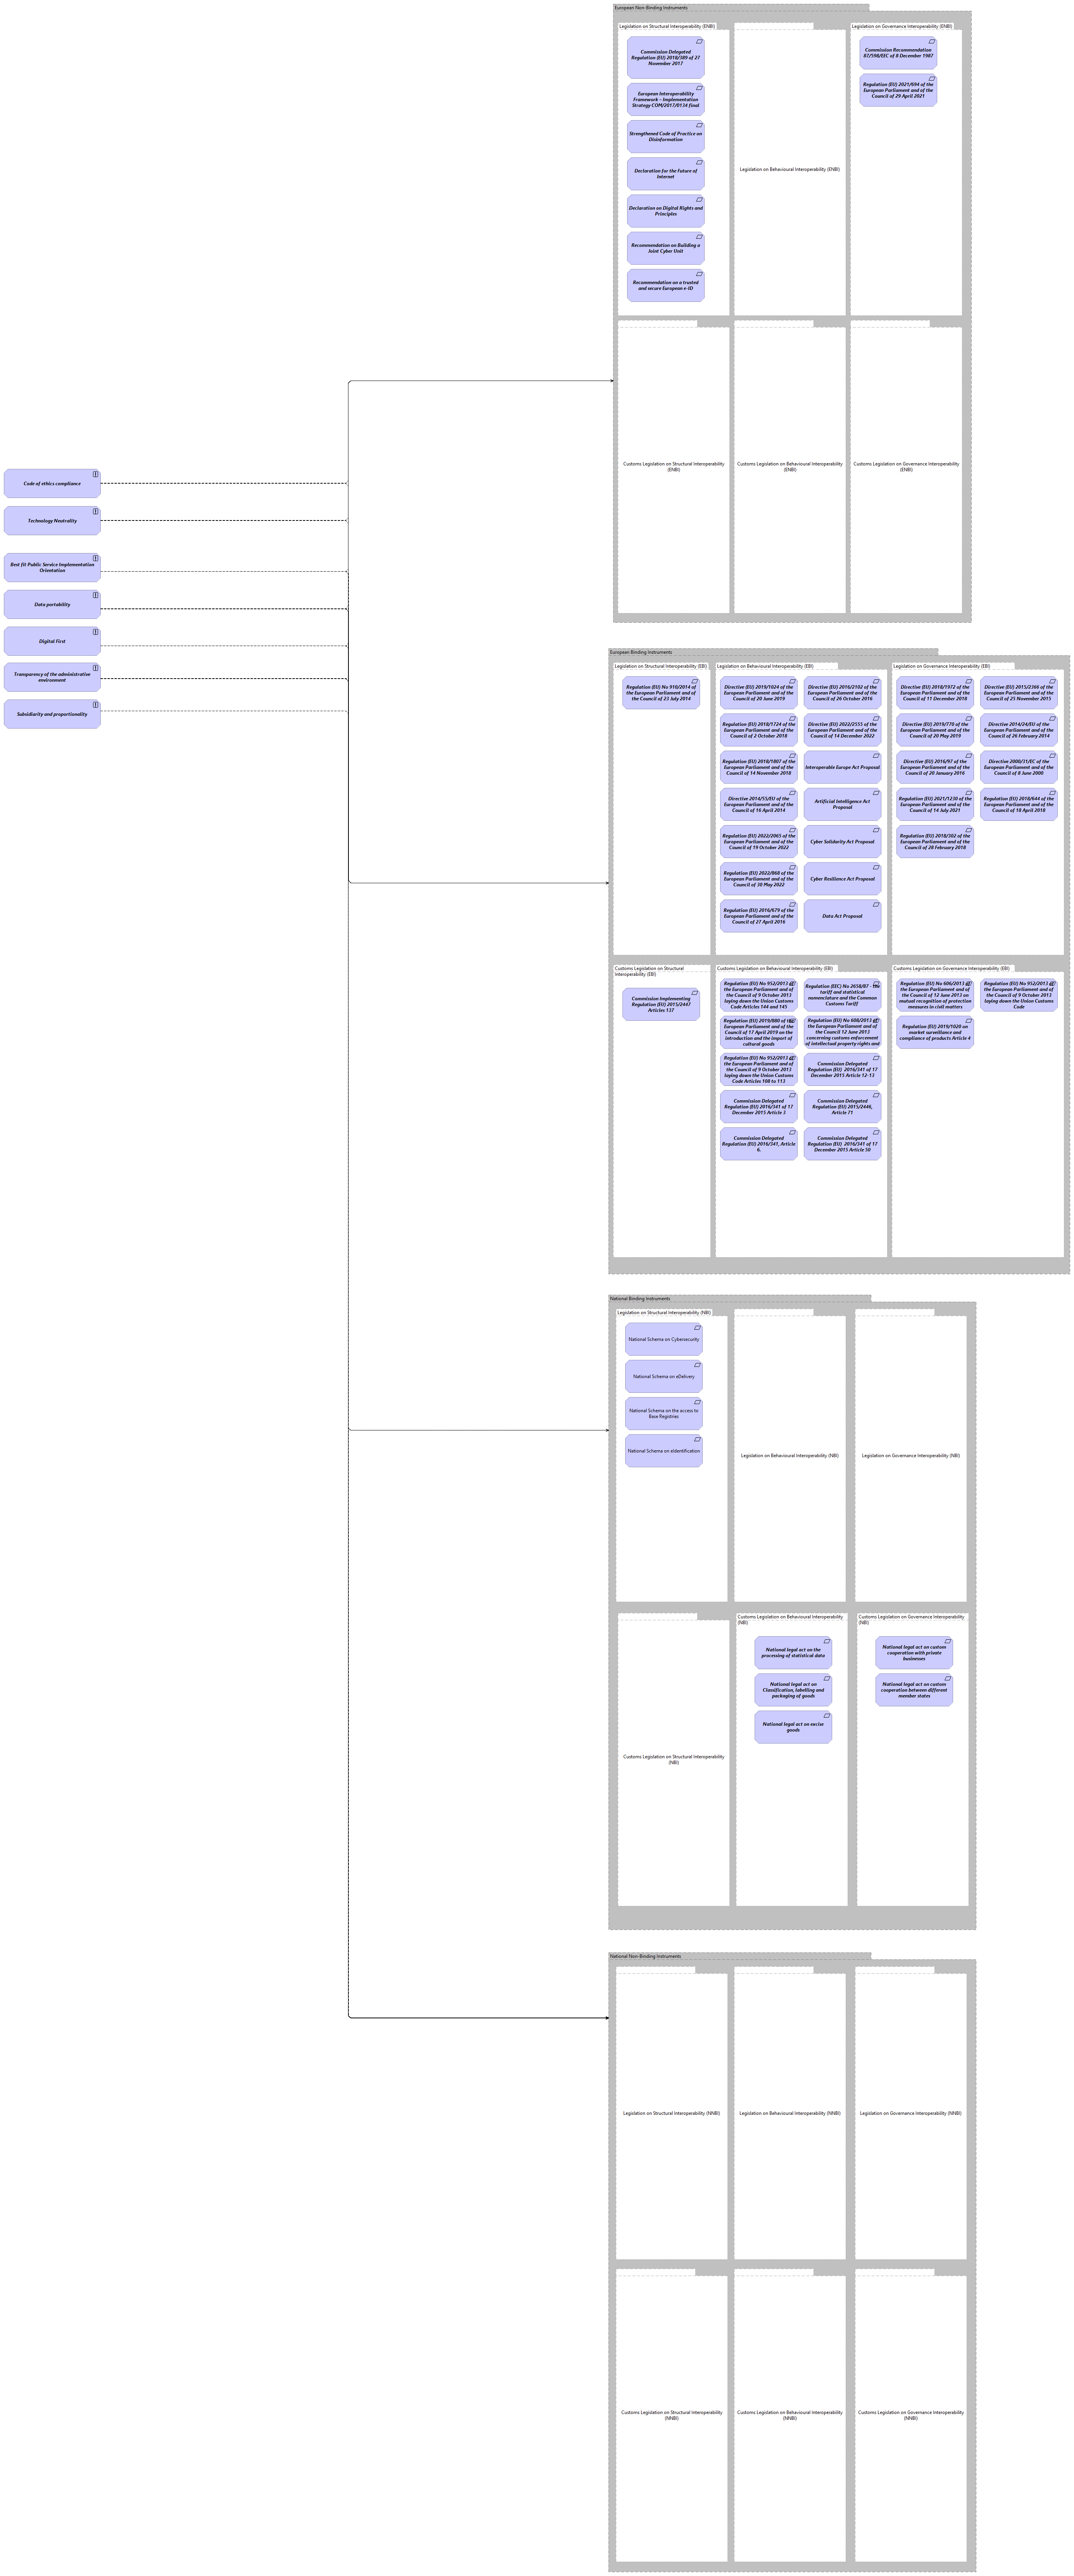 European Non-Binding Instruments
Legislation on Structural Interoperability (ENBI)
Commission Delegated
Regulation (EU) 2018/389 of 27
November 2017
European Interoperability
Framework – Implementation
Strategy COM/2017/0134 final
Strengthened Code of Practice on
Disinformation
Declaration for the Future of
Internet
Declaration on Digital Rights and
Principles
Recommendation on Building a
Joint Cyber Unit
Recommendation on a trusted
and secure European e-ID
Legislation on Behavioural Interoperability (ENBI)
Legislation on Governance Interoperability (ENBI)
Commission Recommendation
87/598/EEC of 8 December 1987
Regulation (EU) 2021/694 of the
European Parliament and of the
Council of 29 April 2021
Customs Legislation on Structural Interoperability
(ENBI)
Customs Legislation on Behavioural Interoperability
(ENBI)
Customs Legislation on Governance Interoperability
(ENBI)
Code of ethics compliance
Technology Neutrality
Best fit Public Service Implementation
Orientation
Data portability
Digital First
Transparency of the administrative
environment
Subsidiarity and proportionality
European Binding Instruments
Legislation on Structural Interoperability (EBI)
Regulation (EU) No 910/2014 of
the European Parliament and of
the Council of 23 July 2014
Legislation on Behavioural Interoperability (EBI)
Directive (EU) 2019/1024 of the
European Parliament and of the
Council of 20 June 2019
Directive (EU) 2016/2102 of the
European Parliament and of the
Council of 26 October 2016
Regulation (EU) 2018/1724 of the
European Parliament and of the
Council of 2 October 2018
Directive (EU) 2022/2555 of the
European Parliament and of the
Council of 14 December 2022
Regulation (EU) 2018/1807 of the
European Parliament and of the
Council of 14 November 2018
Interoperable Europe Act Proposal
Directive 2014/55/EU of the
European Parliament and of the
Council of 16 April 2014
Artificial Intelligence Act
Proposal
Regulation (EU) 2022/2065 of the
European Parliament and of the
Council of 19 October 2022
Cyber Solidarity Act Proposal
Regulation (EU) 2022/868 of the
European Parliament and of the
Council of 30 May 2022
Cyber Resilience Act Proposal
Regulation (EU) 2016/679 of the
European Parliament and of the
Council of 27 April 2016
Data Act Proposal
Legislation on Governance Interoperability (EBI)
Directive (EU) 2018/1972 of the
European Parliament and of the
Council of 11 December 2018
Directive (EU) 2015/2366 of the
European Parliament and of the
Council of 25 November 2015
Directive (EU) 2019/770 of the
European Parliament and of the
Council of 20 May 2019
Directive 2014/24/EU of the
European Parliament and of the
Council of 26 February 2014
Directive (EU) 2016/97 of the
European Parliament and of the
Council of 20 January 2016
Directive 2000/31/EC of the
European Parliament and of the
Council of 8 June 2000
Regulation (EU) 2021/1230 of the
European Parliament and of the
Council of 14 July 2021
Regulation (EU) 2018/644 of the
European Parliament and of the
Council of 18 April 2018
Regulation (EU) 2018/302 of the
European Parliament and of the
Council of 28 February 2018
Customs Legislation on Structural
Interoperability (EBI)
Commission Implementing
Regulation (EU) 2015/2447
Articles 137
Customs Legislation on Behavioural Interoperability (EBI)
Regulation (EU) No 952/2013 of
the European Parliament and of
the Council of 9 October 2013
laying down the Union Customs
Code Articles 144 and 145
Regulation (EEC) No 2658/87 - the
tariff and statistical
nomenclature and the Common
Customs Tariff
Regulation (EU) 2019/880 of the
European Parliament and of the
Council of 17 April 2019 on the
introduction and the import of
cultural goods
Regulation (EU) No 608/2013 of
the European Parliament and of
the Council 12 June 2013
concerning customs enforcement
of intellectual property rights and
Regulation (EU) No 952/2013 of
the European Parliament and of
the Council of 9 October 2013
laying down the Union Customs
Code Articles 108 to 113
Commission Delegated
Regulation (EU) 2016/341 of 17
December 2015 Article 12-13
Commission Delegated
Regulation (EU) 2016/341 of 17
December 2015 Article 3
Commission Delegated
Regulation (EU) 2015/2446,
Article 71
Commission Delegated
Regulation (EU) 2016/341, Article
6.
Commission Delegated
Regulation (EU) 2016/341 of 17
December 2015 Article 50
Customs Legislation on Governance Interoperability (EBI)
Regulation (EU) No 606/2013 of
the European Parliament and of
the Council of 12 June 2013 on
mutual recognition of protection
measures in civil matters
Regulation (EU) No 952/2013 of
the European Parliament and of
the Council of 9 October 2013
laying down the Union Customs
Code
Regulation (EU) 2019/1020 on
market surveillance and
compliance of products Article 4
National Binding Instruments
Legislation on Structural Interoperability (NBI)
National Schema on Cybersecurity
National Schema on eDelivery
National Schema on the access to
Base Registries
National Schema on eIdentification
Legislation on Behavioural Interoperability (NBI)
Legislation on Governance Interoperability (NBI)
Customs Legislation on Structural Interoperability
(NBI)
Customs Legislation on Behavioural Interoperability
(NBI)
National legal act on the
processing of statistical data
National legal act on
Classification, labelling and
packaging of goods
National legal act on excise
goods
Customs Legislation on Governance Interoperability
(NBI)
National legal act on custom
cooperation with private
businesses
National legal act on custom
cooperation between different
member states
National Non-Binding Instruments
Legislation on Structural Interoperability (NNBI)
Legislation on Behavioural Interoperability (NNBI)
Legislation on Governance Interoperability (NNBI)
Customs Legislation on Structural Interoperability
(NNBI)
Customs Legislation on Behavioural Interoperability
(NNBI)
Customs Legislation on Governance Interoperability
(NNBI)